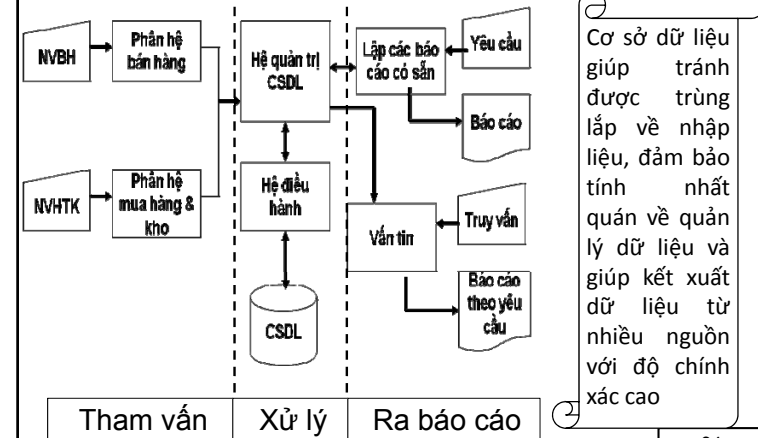 NVBH
Phân hệ
bán hàng
Hệ quản trị
CSDL
Lập các báo
cáo có sẵn
Yêu cầu
Báo cáo
NVHTK
Phân hệ
mua hàng &
kho
Hệ điều
hành
CSDL
Vấn tin
Truy vấn
Báo cáo
theo yêu
cầu
Tham vấn
Xử lý
Ra báo cáo
Cơ sở dữ liệu
giúp tránh
được trùng
lắp về nhập
liệu, đảm bảo
tính nhất
quán về quản
lý dữ liệu và
giúp kết xuất
dữ liệu từ
nhiều nguồn
với độ chính
xác cao